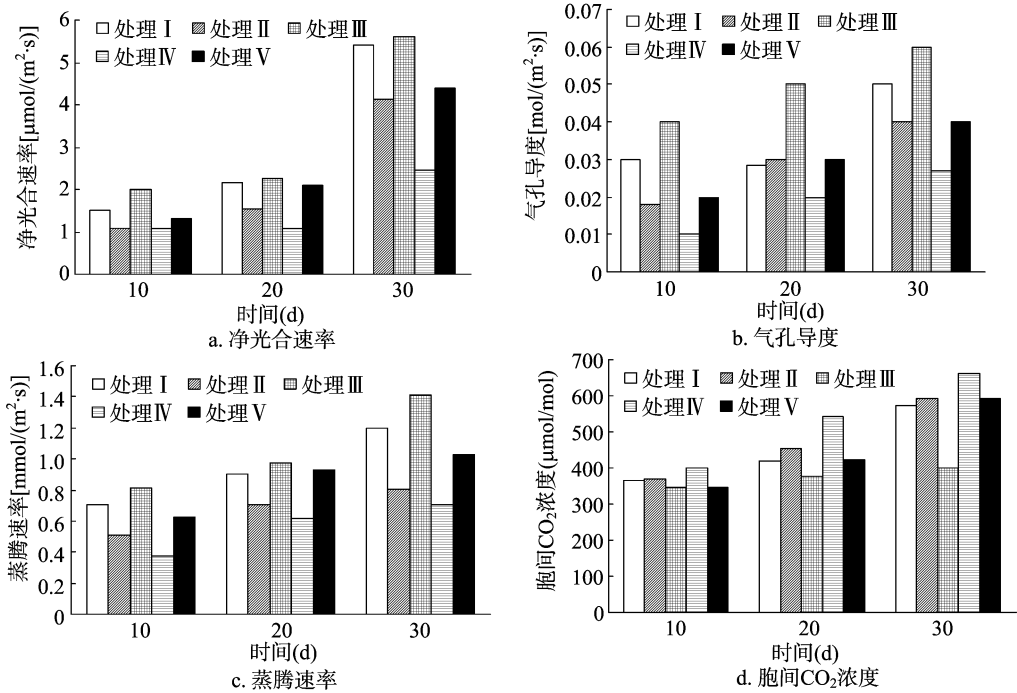 净光合速率[μmol/(m²·s)]
6
5
4
3
2
1
0
处理Ⅰ 处理Ⅱ 处理Ⅲ
处理Ⅳ 处理Ⅴ
10 20 30
时间(d)
a. 净光合速率
气孔导度[mol/(m²·s)]
0.07
0.06
0.05
0.04
0.03
0.02
0.01
0
处理Ⅰ 处理Ⅱ 处理Ⅲ
处理Ⅳ 处理Ⅴ
10 20 30
时间(d)
b. 气孔导度
蒸腾速率[mmol/(m²·s)]
1.6
1.4
1.2
1.0
0.8
0.6
0.4
0.2
0
处理Ⅰ 处理Ⅱ 处理Ⅲ
处理Ⅳ 处理Ⅴ
10 20 30
时间(d)
c. 蒸腾速率
胞间CO₂浓度(μmol/mol)
700
600
500
400
300
200
100
0
处理Ⅰ 处理Ⅱ 处理Ⅲ
处理Ⅳ 处理Ⅴ
10 20 30
时间(d)
d. 胞间CO₂浓度